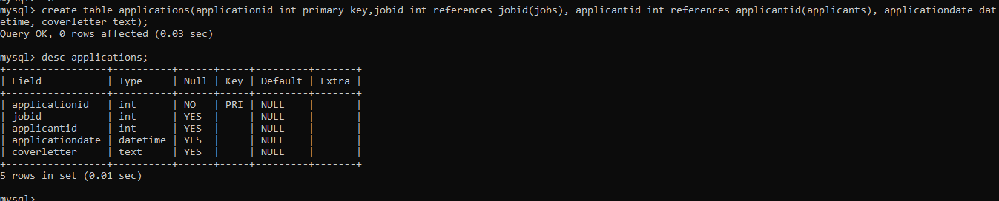 mysql> create table applications(applicationid int primary key,jobid int references jobid(jobs), applicantid int references applicantid(applicants), applicationdate dat
etime, coverletter text);
Query OK, 0 rows affected (0.03 sec)

mysql> desc applications;
+-----------------+----------+------+-----+---------+-------+
| Field           | Type     | Null | Key | Default | Extra |
+-----------------+----------+------+-----+---------+-------+
| applicationid   | int      | NO   | PRI | NULL    |       |
| jobid           | int      | YES  |     | NULL    |       |
| applicantid     | int      | YES  |     | NULL    |       |
| applicationdate | datetime | YES  |     | NULL    |       |
| coverletter     | text     | YES  |     | NULL    |       |
+-----------------+----------+------+-----+---------+-------+
5 rows in set (0.01 sec)

mysql>